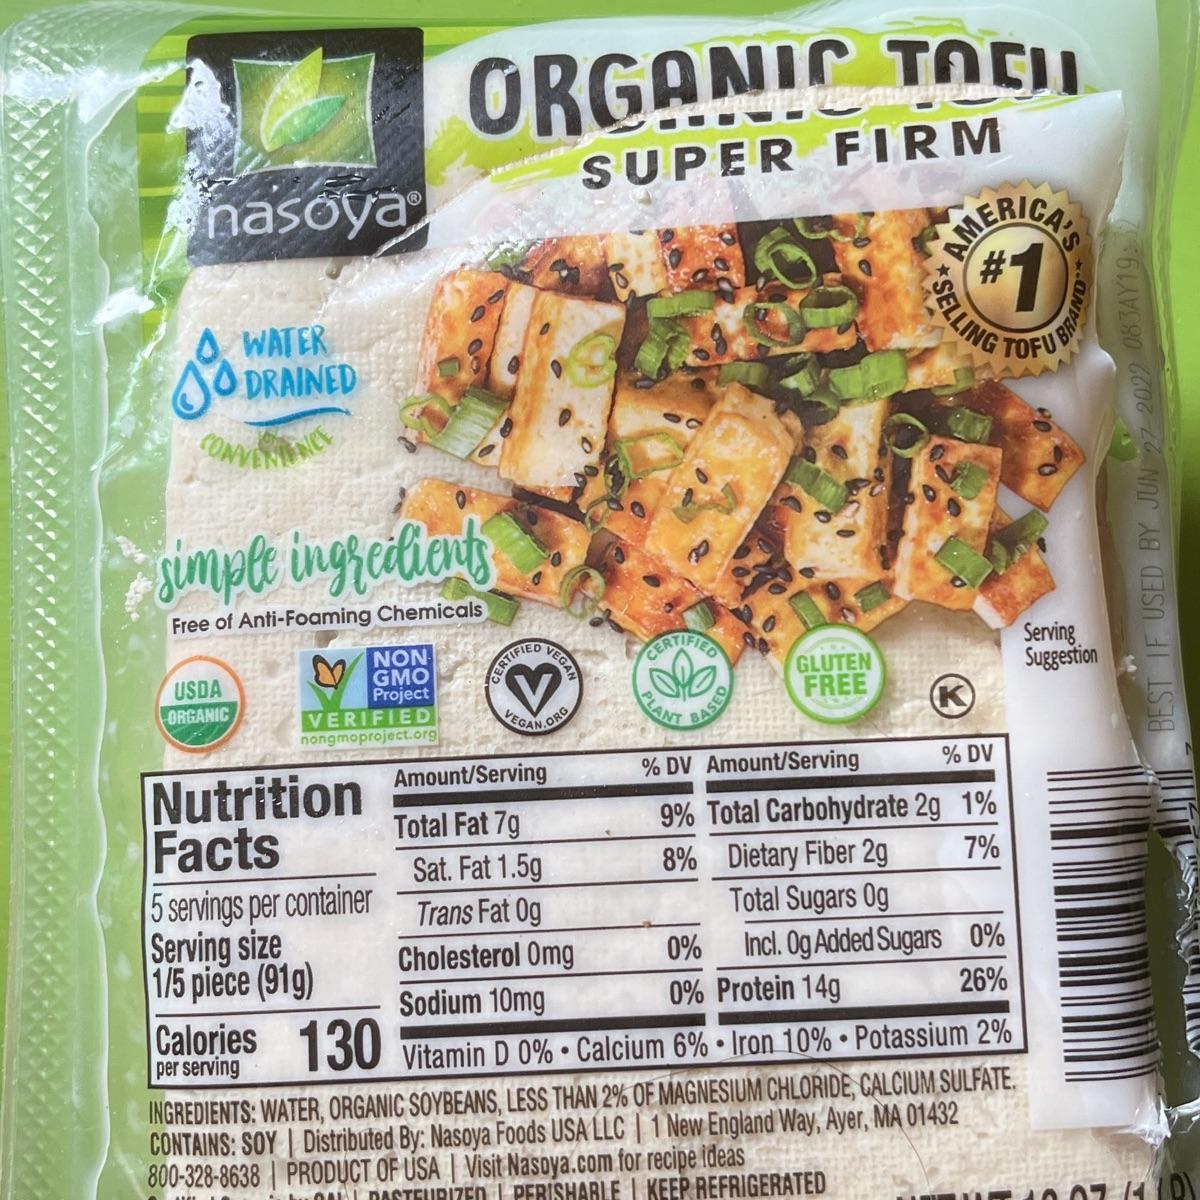 nasoya®
ORGANIC TOFU
SUPER FIRM
AMERICA'S
#1
SELLING TOFU BRAND
WATER
DRAINED
for
CONVENIENCE
simple ingredients
Free of Anti-Foaming Chemicals
USDA
ORGANIC
NON
GMO
Project
VERIFIED
nongmoproject.org
CERTIFIED VEGAN
V
VEGAN.ORG
CERTIFIED
PLANT BASED
GLUTEN
FREE
K
Serving
Suggestion
BEST IF USED BY JUN 27 2022 083AY19:
Nutrition
Facts
5 servings per container
Serving size
1/5 piece (91g)
Calories 130
per serving
Amount/Serving % DV
Total Fat 7g 9%
Sat. Fat 1.5g 8%
Trans Fat 0g
Cholesterol 0mg 0%
Sodium 10mg 0%
Amount/Serving % DV
Total Carbohydrate 2g 1%
Dietary Fiber 2g 7%
Total Sugars 0g
Incl. 0g Added Sugars 0%
Protein 14g 26%
Vitamin D 0% • Calcium 6% • Iron 10% • Potassium 2%
INGREDIENTS: WATER, ORGANIC SOYBEANS, LESS THAN 2% OF MAGNESIUM CHLORIDE, CALCIUM SULFATE.
CONTAINS: SOY | Distributed By: Nasoya Foods USA LLC | 1 New England Way, Ayer, MA 01432
800-328-8638 | PRODUCT OF USA | Visit Nasoya.com for recipe ideas
PASTEURIZED | PERISHABLE | KEEP REFRIGERATED